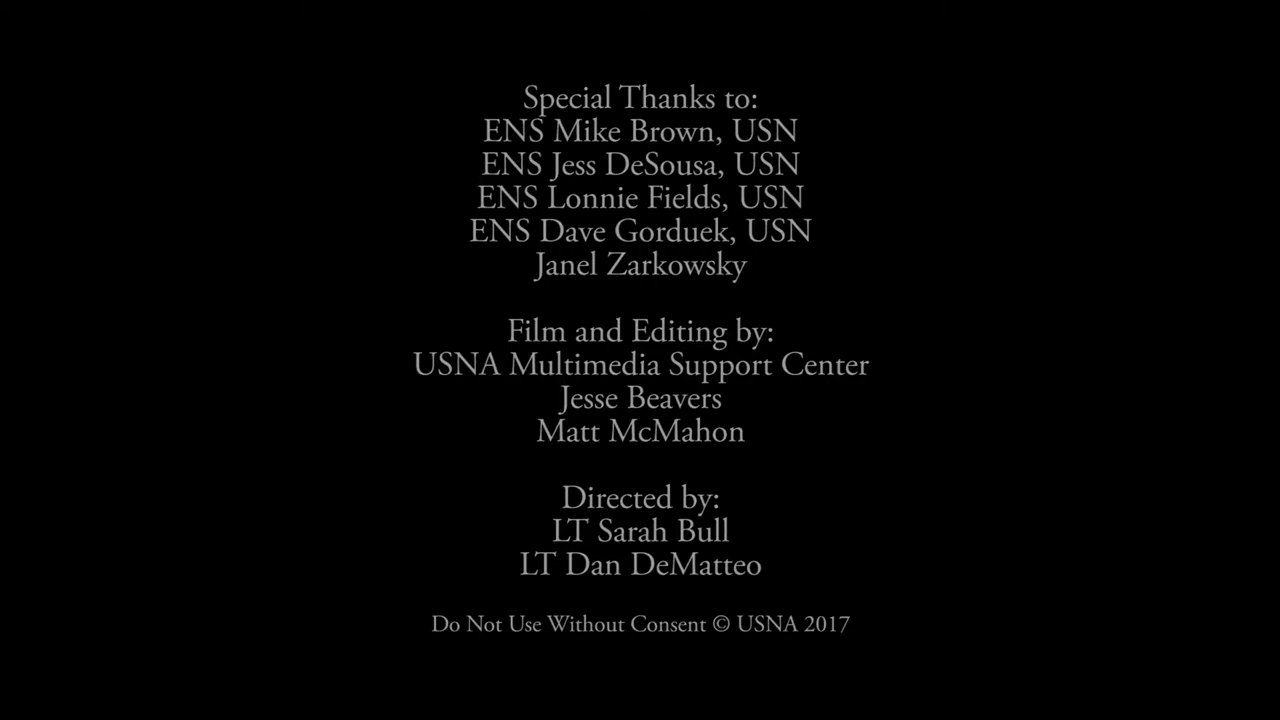 Special Thanks to:
ENS Mike Brown, USN
ENS Jess DeSousa, USN
ENS Lonnie Fields, USN
ENS Dave Gorduek, USN
Janel Zarkowsky
Film and Editing by:
USNA Multimedia Support Center
Jesse Beavers
Matt McMahon
Directed by:
LT Sarah Bull
LT Dan DeMatteo
Do Not Use Without Consent © USNA 2017